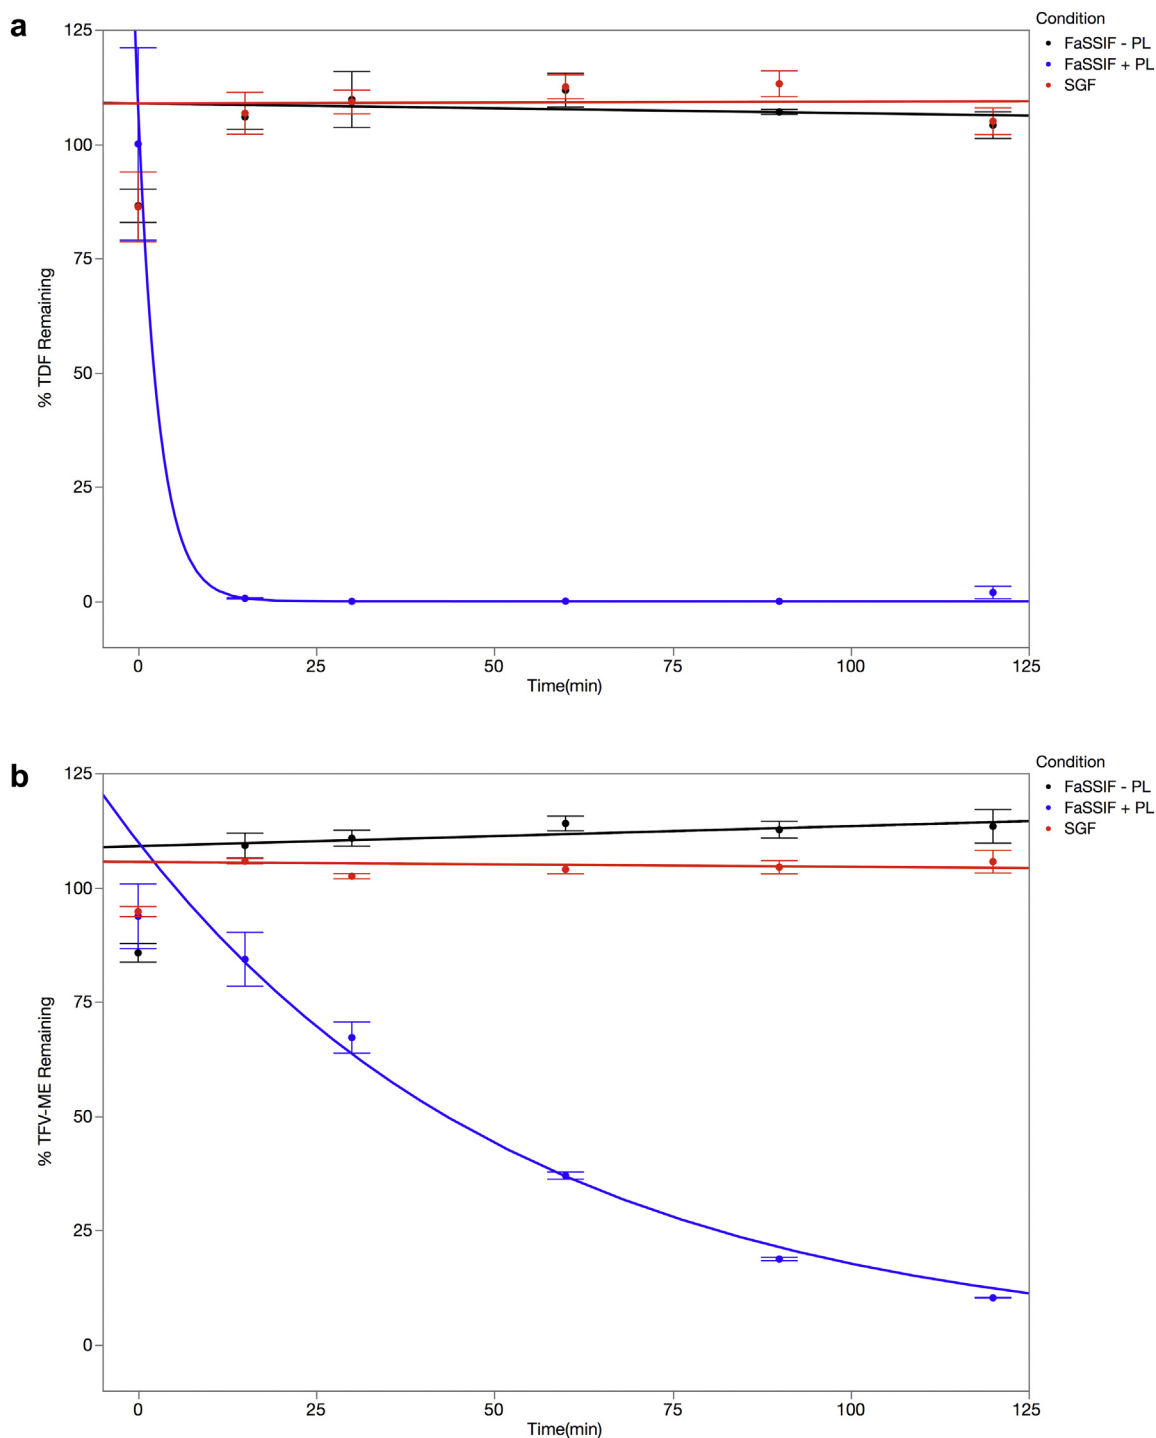 a
Condition
FaSSIF - PL
FaSSIF + PL
SGF
125
100
75
50
25
0
% TDF Remaining
0 25 50 75 100 125
Time(min)
b
Condition
FaSSIF - PL
FaSSIF + PL
SGF
125
100
75
50
25
0
% TFV-ME Remaining
0 25 50 75 100 125
Time(min)